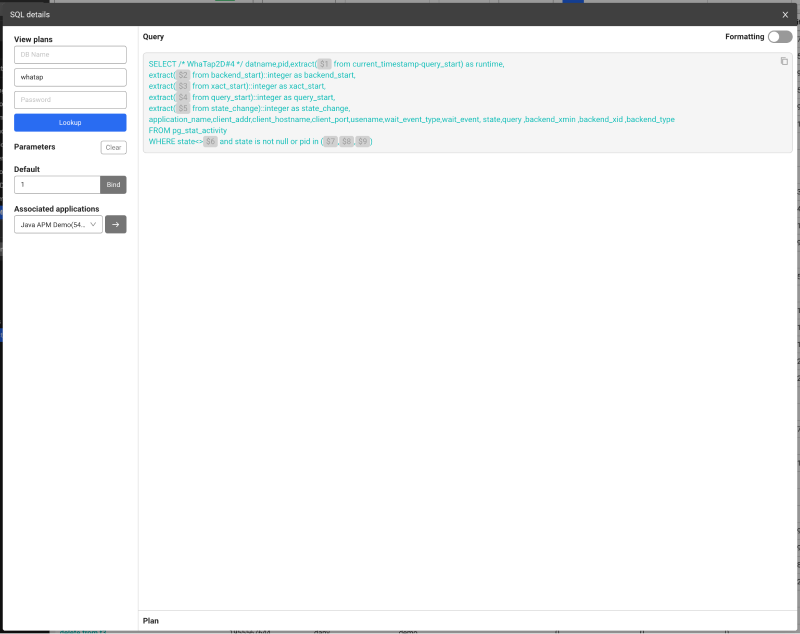 SQL details
View plans
DB Name
whatap
Password
Lookup
Parameters
Clear
Default
1
Bind
Associated applications
Java APM Demo(54..
Query
Formatting
SELECT /* WhaTap2D#4 */ datname,pid,extract( $1 from current_timestamp-query_start) as runtime,
extract( $2 from backend_start)::integer as backend_start,
extract( $3 from xact_start)::integer as xact_start,
extract( $4 from query_start)::integer as query_start,
extract( $5 from state_change)::integer as state_change,
application_name,client_addr,client_hostname,client_port,usename,wait_event_type,wait_event, state,query ,backend_xmin ,backend_xid ,backend_type
FROM pg_stat_activity
WHERE state<> $6 and state is not null or pid in ( $7 , $8 , $9 )
Plan